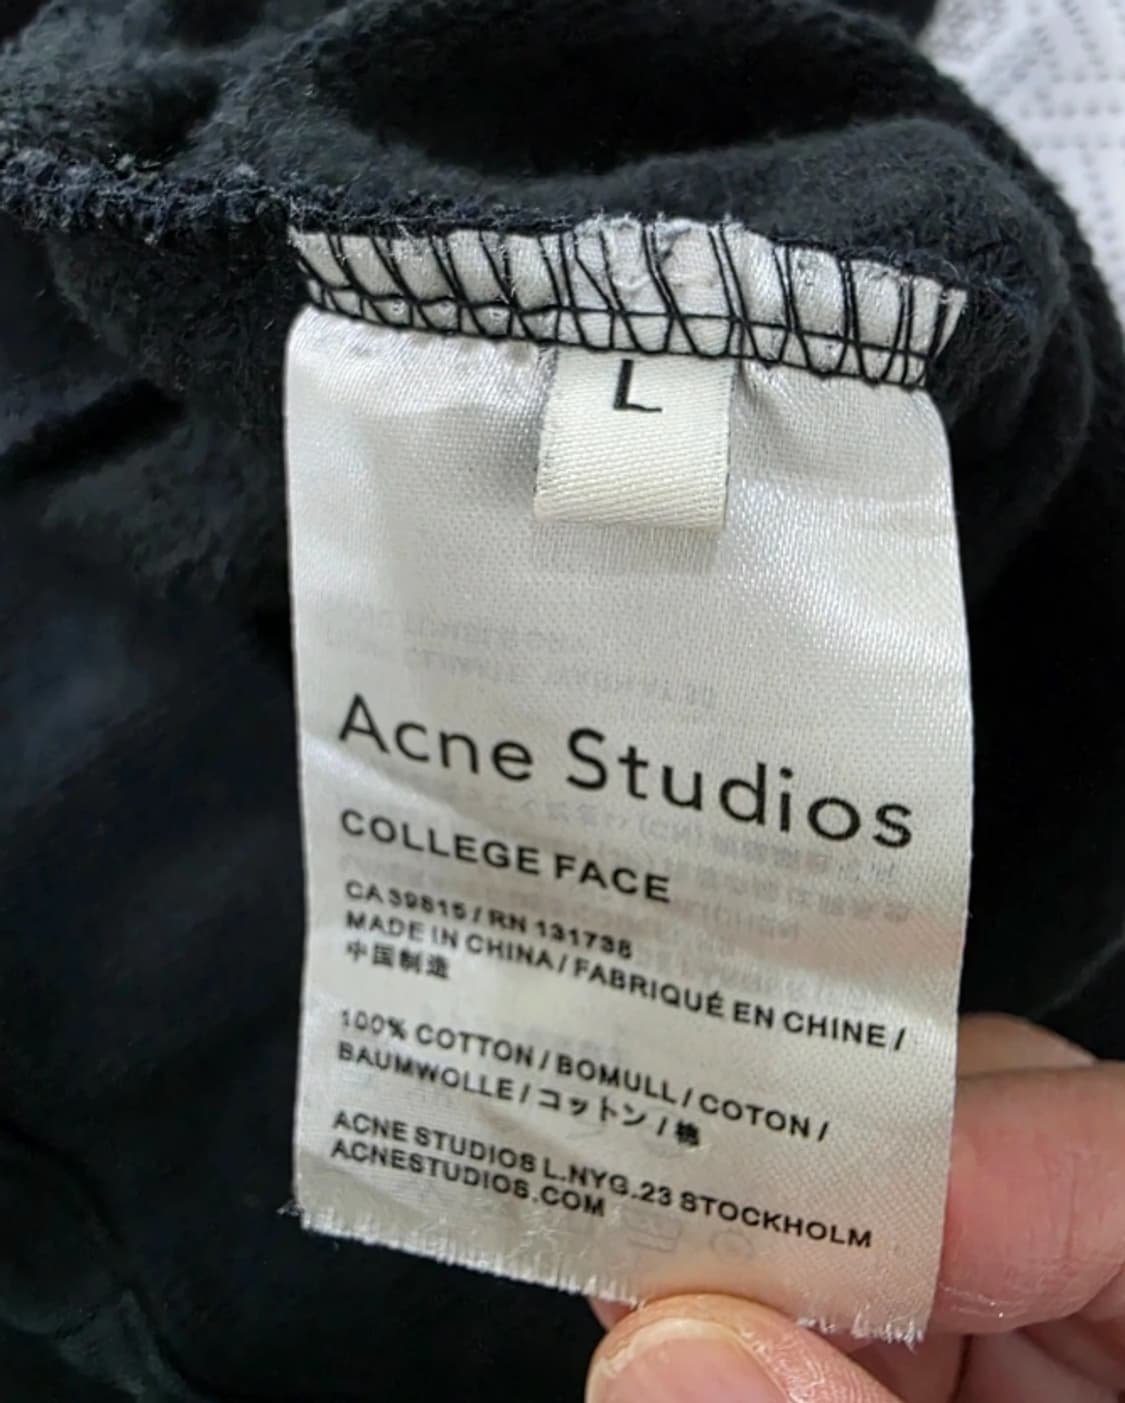 L
Acne Studios
COLLEGE FACE
CA 39815 / RN 131738
MADE IN CHINA / FABRIQUÉ EN CHINE /
中国制造
100% COTTON / BOMULL / COTON /
BAUMWOLLE / コットン / 棉
ACNE STUDIOS L.NYG.23 STOCKHOLM
ACNESTUDIOS.COM